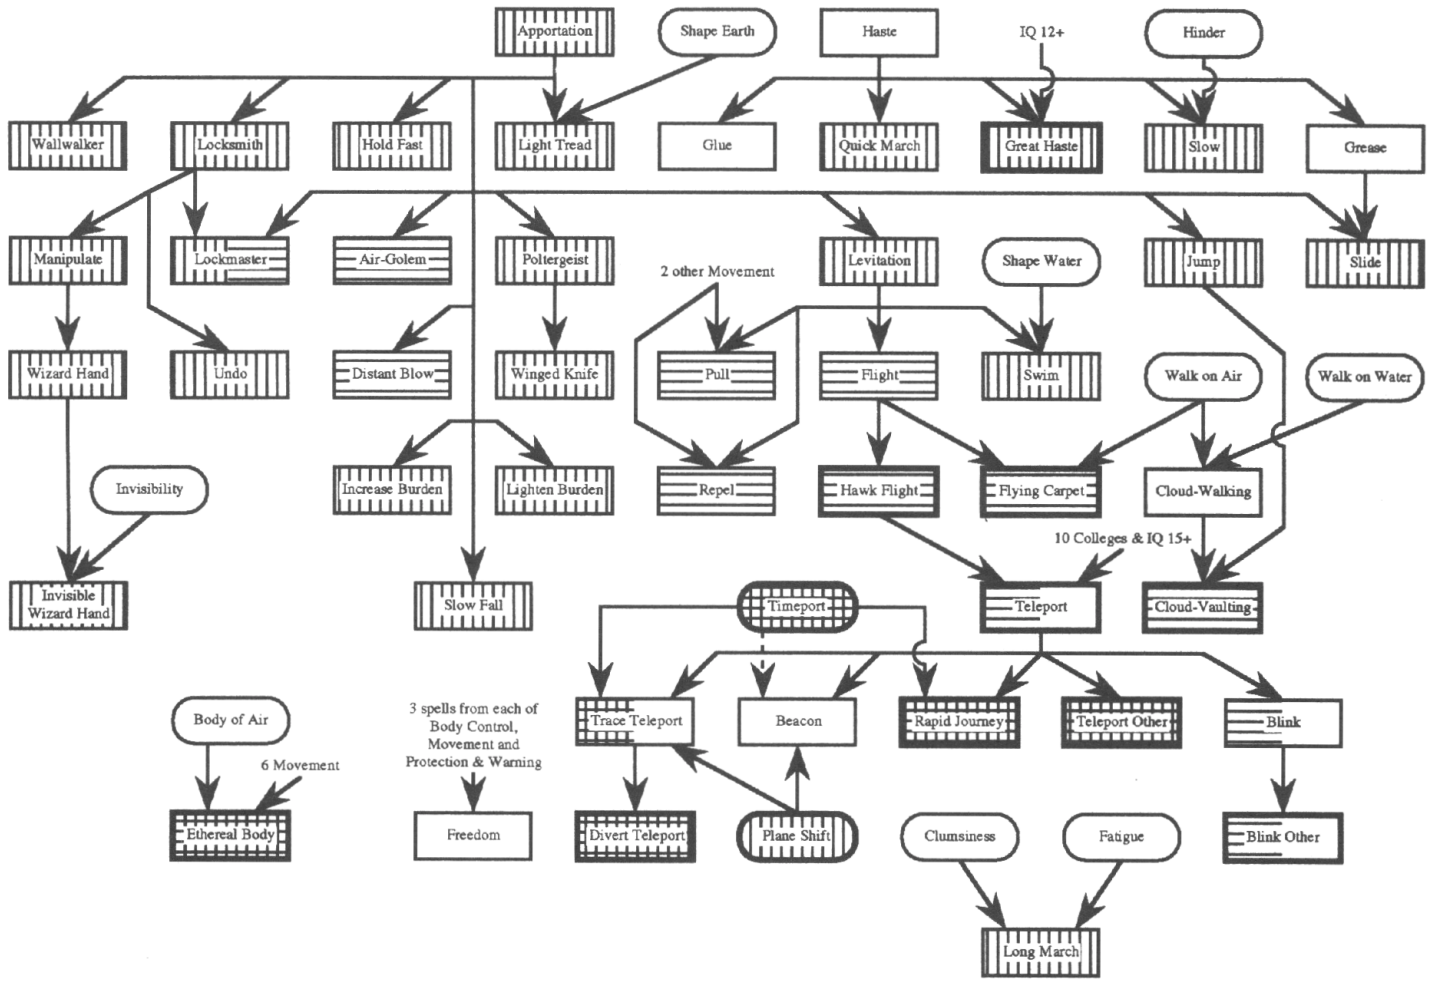 Apportation
Shape Earth
Haste
IQ 12+
Hinder
Wallwalker
Locksmith
Hold Fast
Light Tread
Glue
Quick March
Great Haste
Slow
Grease
Manipulate
Lockmaster
Air-Golem
Poltergeist
2 other Movement
Levitation
Shape Water
Jump
Slide
Wizard Hand
Undo
Distant Blow
Winged Knife
Pull
Flight
Swim
Walk on Air
Walk on Water
Invisibility
Increase Burden
Lighten Burden
Repel
Hawk Flight
Flying Carpet
Cloud-Walking
10 Colleges & IQ 15+
Invisible
Wizard Hand
Slow Fall
Timeport
Teleport
Cloud-Vaulting
Body of Air
3 spells from each of
Body Control,
Movement and
Protection & Warning
Trace Teleport
Beacon
Rapid Journey
Teleport Other
Blink
6 Movement
Ethereal Body
Freedom
Divert Teleport
Plane Shift
Clumsiness
Fatigue
Blink Other
Long March